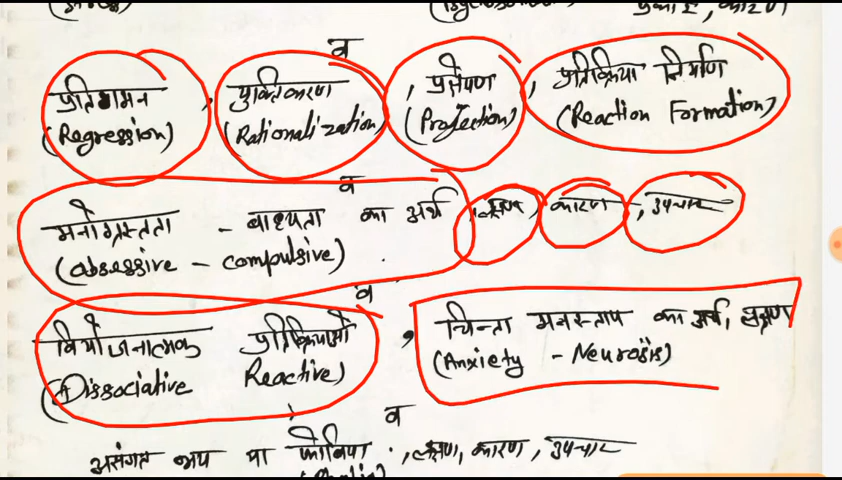 व
प्रतिगमन, युक्तिकरण, प्रक्षेपण, प्रतिक्रिया निर्माण
(Regression) (Rationalization) (Projection) (Reaction Formation)
व
मनोग्रस्तता - बाध्यता का अर्थ, लक्षण, कारण, उपचार
(obsessive - compulsive)
व
वियोजनात्मक प्रतिक्रियाओं, चिन्ता मनस्ताप का अर्थ, लक्षण
(Dissociative Reactive) (Anxiety - Neurosis)
व
असंगत भय या फोबिया, लक्षण, कारण, उपचार